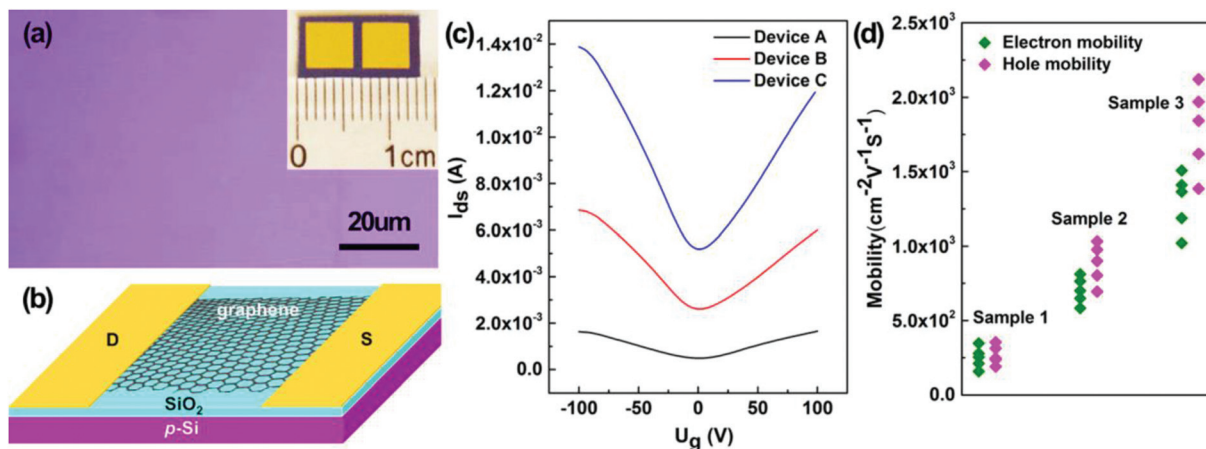 (a)
0 1cm
20um
(b)
graphene
D
S
SiO₂
p-Si
(c)
Device A
Device B
Device C
1.4x10⁻²
1.2x10⁻²
1.0x10⁻²
8.0x10⁻³
6.0x10⁻³
4.0x10⁻³
2.0x10⁻³
0.0
I_ds (A)
-100 -50 0 50 100
U_g (V)
(d)
Electron mobility
Hole mobility
Sample 3
Sample 2
Sample 1
2.5x10³
2.0x10³
1.5x10³
1.0x10³
5.0x10²
0.0
Mobility(cm⁻²V⁻¹S⁻¹)